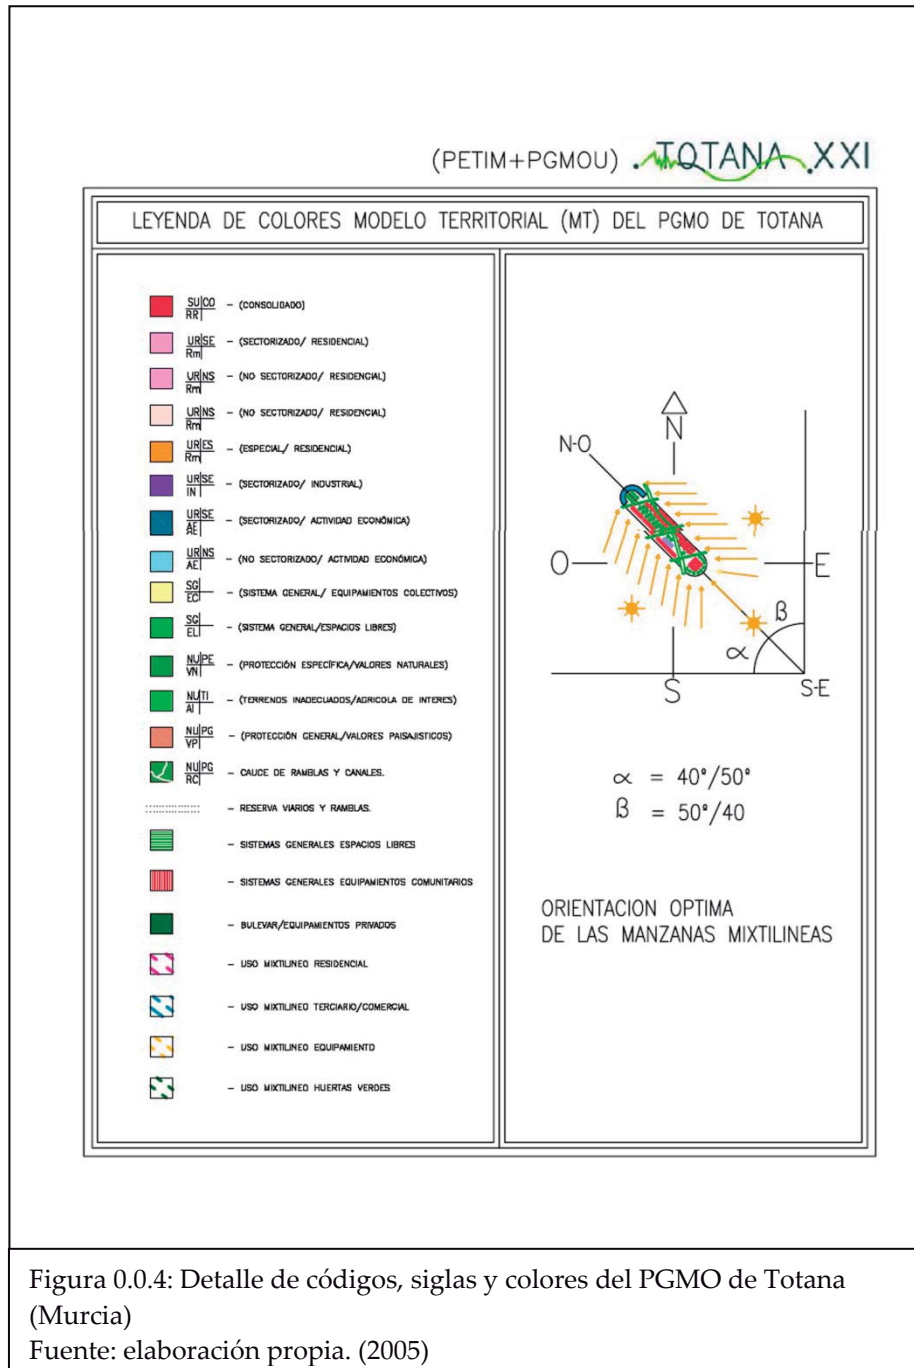 (PETIM+PGMOU) .TOTANA.XXI
LEYENDA DE COLORES MODELO TERRITORIAL (MT) DEL PGMO DE TOTANA
SU|CO
RR| - (CONSOLIDADO)
UR|SE
Rm| - (SECTORIZADO/ RESIDENCIAL)
UR|NS
Rm| - (NO SECTORIZADO/ RESIDENCIAL)
UR|NS
Rm| - (NO SECTORIZADO/ RESIDENCIAL)
UR|ES
Rm| - (ESPECIAL/ RESIDENCIAL)
UR|SE
IN| - (SECTORIZADO/ INDUSTRIAL)
UR|SE
AE| - (SECTORIZADO/ ACTIVIDAD ECONÓMICA)
AE|
UR|NS
AE| - (NO SECTORIZADO/ ACTIVIDAD ECONÓMICA)
SG|
EC| - (SISTEMA GENERAL/ EQUIPAMIENTOS COLECTIVOS)
SG|
EL| - (SISTEMA GENERAL/ESPACIOS LIBRES)
NU|PE
VN| - (PROTECCIÓN ESPECÍFICA/VALORES NATURALES)
NU|TI
AI| - (TERRENOS INADECUADOS/AGRICOLA DE INTERES)
NU|PG
VP| - (PROTECCIÓN GENERAL/VALORES PAISAJISTICOS)
NU|PG
RC| - CAUCE DE RAMBLAS Y CANALES.
- RESERVA VIARIOS Y RAMBLAS.
- SISTEMAS GENERALES ESPACIOS LIBRES
- SISTEMAS GENERALES EQUIPAMIENTOS COMUNITARIOS
- BULEVAR/EQUIPAMIENTOS PRIVADOS
- USO MIXTILINEO RESIDENCIAL
- USO MIXTILINEO TERCIARIO/COMERCIAL
- USO MIXTILINEO EQUIPAMIENTO
- USO MIXTILINEO HUERTAS VERDES
N
N-O
O
E
ß
α
S
S-E
α = 40°/50°
ß = 50°/40
ORIENTACION OPTIMA
DE LAS MANZANAS MIXTILINEAS
Figura 0.0.4: Detalle de códigos, siglas y colores del PGMO de Totana
(Murcia)
Fuente: elaboración propia. (2005)